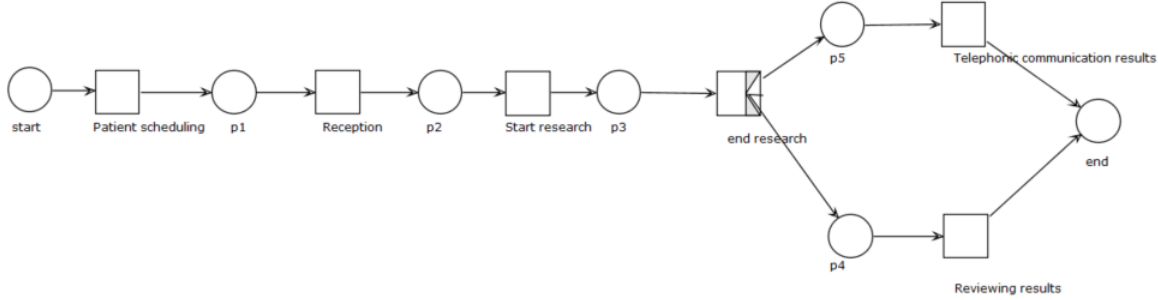 start
Patient scheduling
p1
Reception
p2
Start research
p3
end research
p5
Telephonic communication results
p4
Reviewing results
end